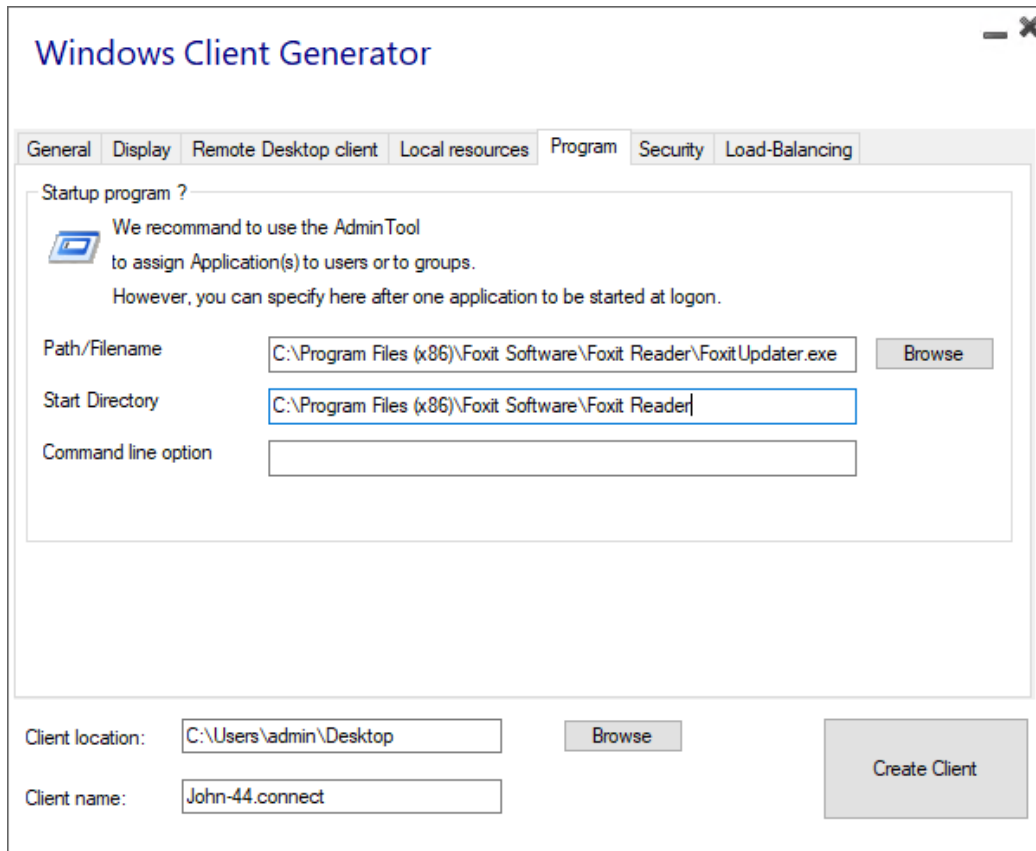 Windows Client Generator
General Display Remote Desktop client Local resources Program Security Load-Balancing
Startup program ?
We recommand to use the AdminTool
to assign Application(s) to users or to groups.
However, you can specify here after one application to be started at logon.
Path/Filename C:\Program Files (x86)\Foxit Software\Foxit Reader\FoxitUpdater.exe Browse
Start Directory C:\Program Files (x86)\Foxit Software\Foxit Reader
Command line option
Client location: C:\Users\admin\Desktop Browse
Create Client
Client name: John-44.connect